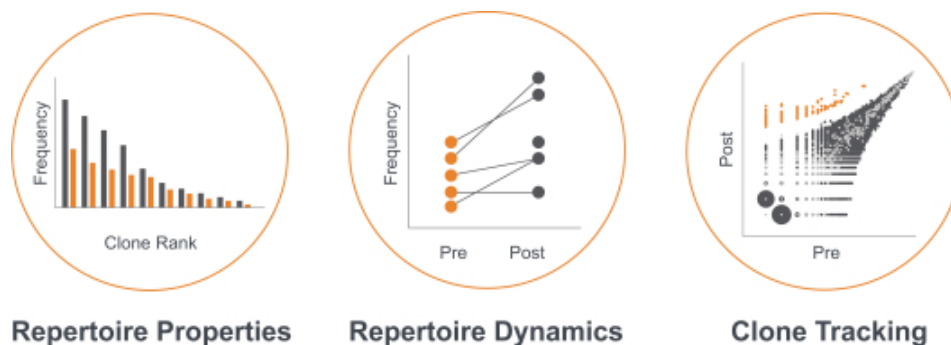 Frequency
Clone Rank
Repertoire Properties
Frequency
Pre Post
Repertoire Dynamics
Post
Pre
Clone Tracking